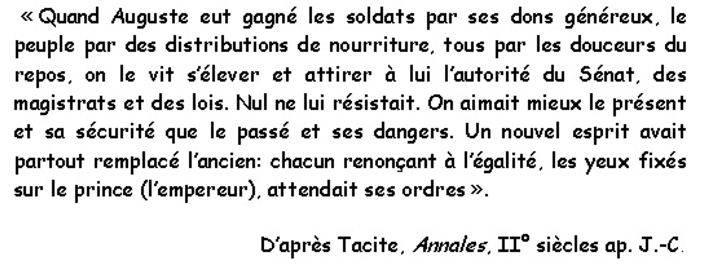 « Quand Auguste eut gagné les soldats par ses dons généreux, le
peuple par des distributions de nourriture, tous par les douceurs du
repos, on le vit s'élever et attirer à lui l'autorité du Sénat, des
magistrats et des lois. Nul ne lui résistait. On aimait mieux le présent
et sa sécurité que le passé et ses dangers. Un nouvel esprit avait
partout remplacé l'ancien: chacun renonçant à l'égalité, les yeux fixés
sur le prince (l'empereur), attendait ses ordres ».
D'après Tacite, Annales, II° siècles ap. J.-C.